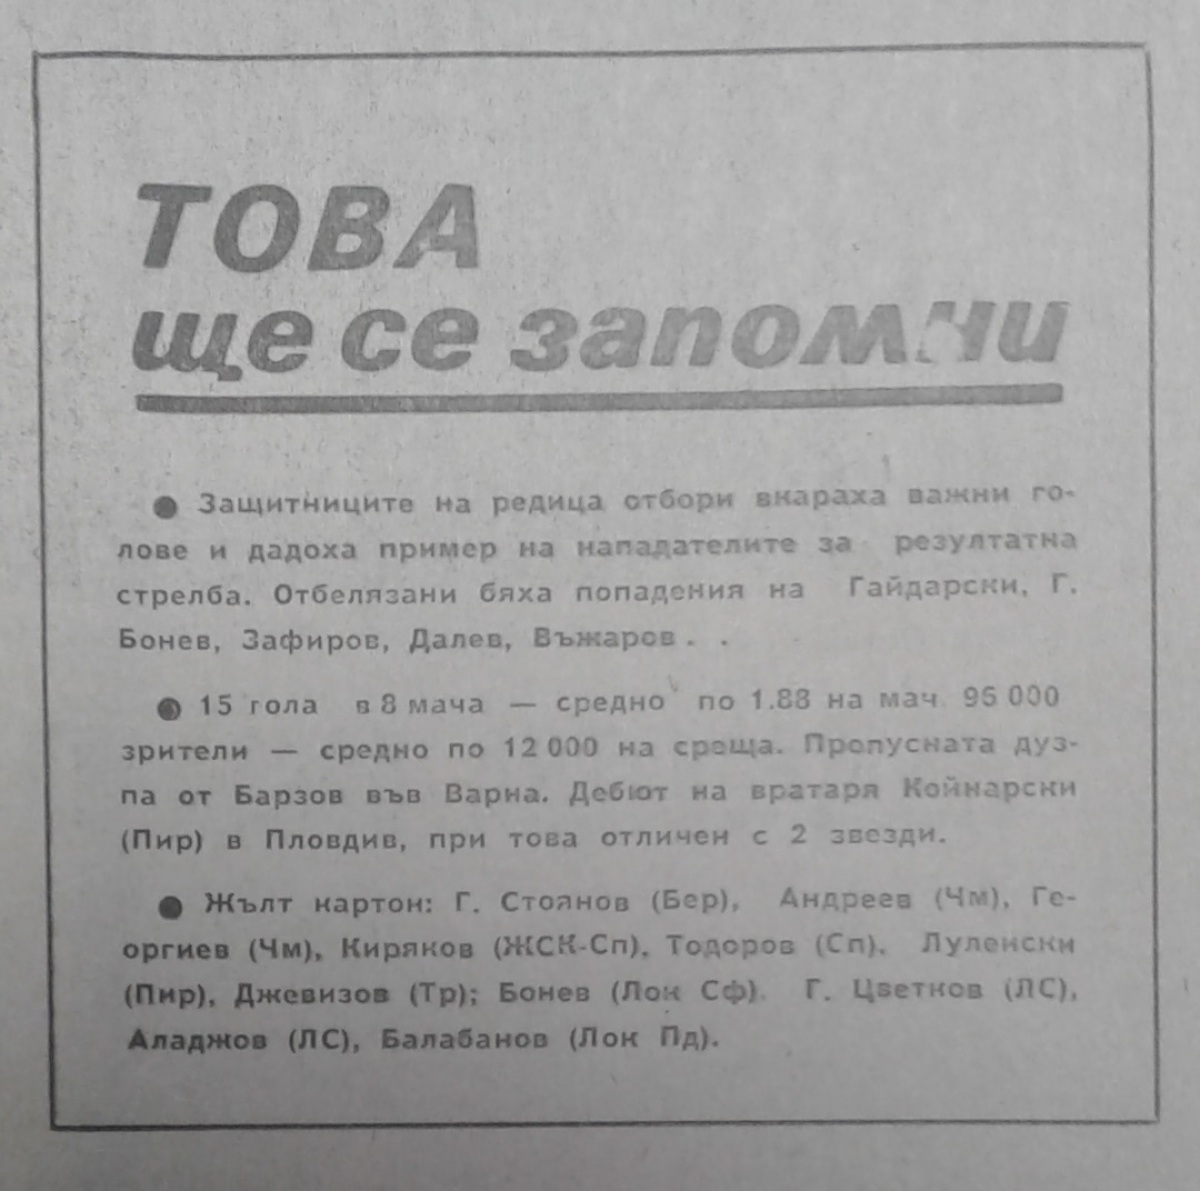 ТОВА
ще се запомни
● Защитниците на редица отбори вкараха важни го-
лове и дадоха пример на нападателите за резултатна
стрелба. Отбелязани бяха попадения на Гайдарски, Г.
Бонев, Зафиров, Далев, Въжаров . .
● 15 гола в 8 мача — средно по 1.88 на мач. 96 000
зрители — средно по 12 000 на среща. Пропусната дуз-
па от Барзов във Варна. Дебют на вратаря Койнарски
(Пир) в Пловдив, при това отличен с 2 звезди.
● Жълт картон: Г. Стоянов (Бер), Андреев (Чм), Ге-
оргиев (Чм), Киряков (ЖСК-Сп), Тодоров (Сп), Луленски
(Пир), Джевизов (Тр); Бонев (Лок Сф). Г. Цветков (ЛС),
Аладжов (ЛС), Балабанов (Лок Пд).